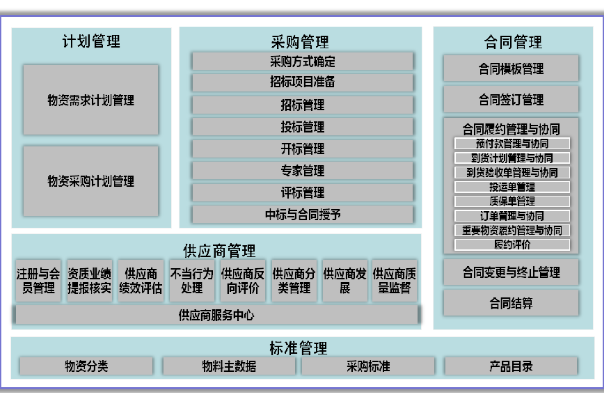 计划管理
物资需求计划管理
物资采购计划管理
采购管理
采购方式确定
招标项目准备
招标管理
投标管理
开标管理
专家管理
评标管理
中标与合同授予
合同管理
合同模板管理
合同签订管理
合同履约管理与协同
预付款管理与协同
到货计划管理与协同
到货验收单管理与协同
投运单管理
质保单管理
订单管理与协同
重要物资履约管理与协同
履约评价
合同变更与终止管理
合同结算
供应商管理
注册与会
员管理
资质业绩
提报核实
供应商
绩效评估
不当行为
处理
供应商反
向评价
供应商分
类管理
供应商发
展
供应商质
量监督
供应商服务中心
标准管理
物资分类
物料主数据
采购标准
产品目录